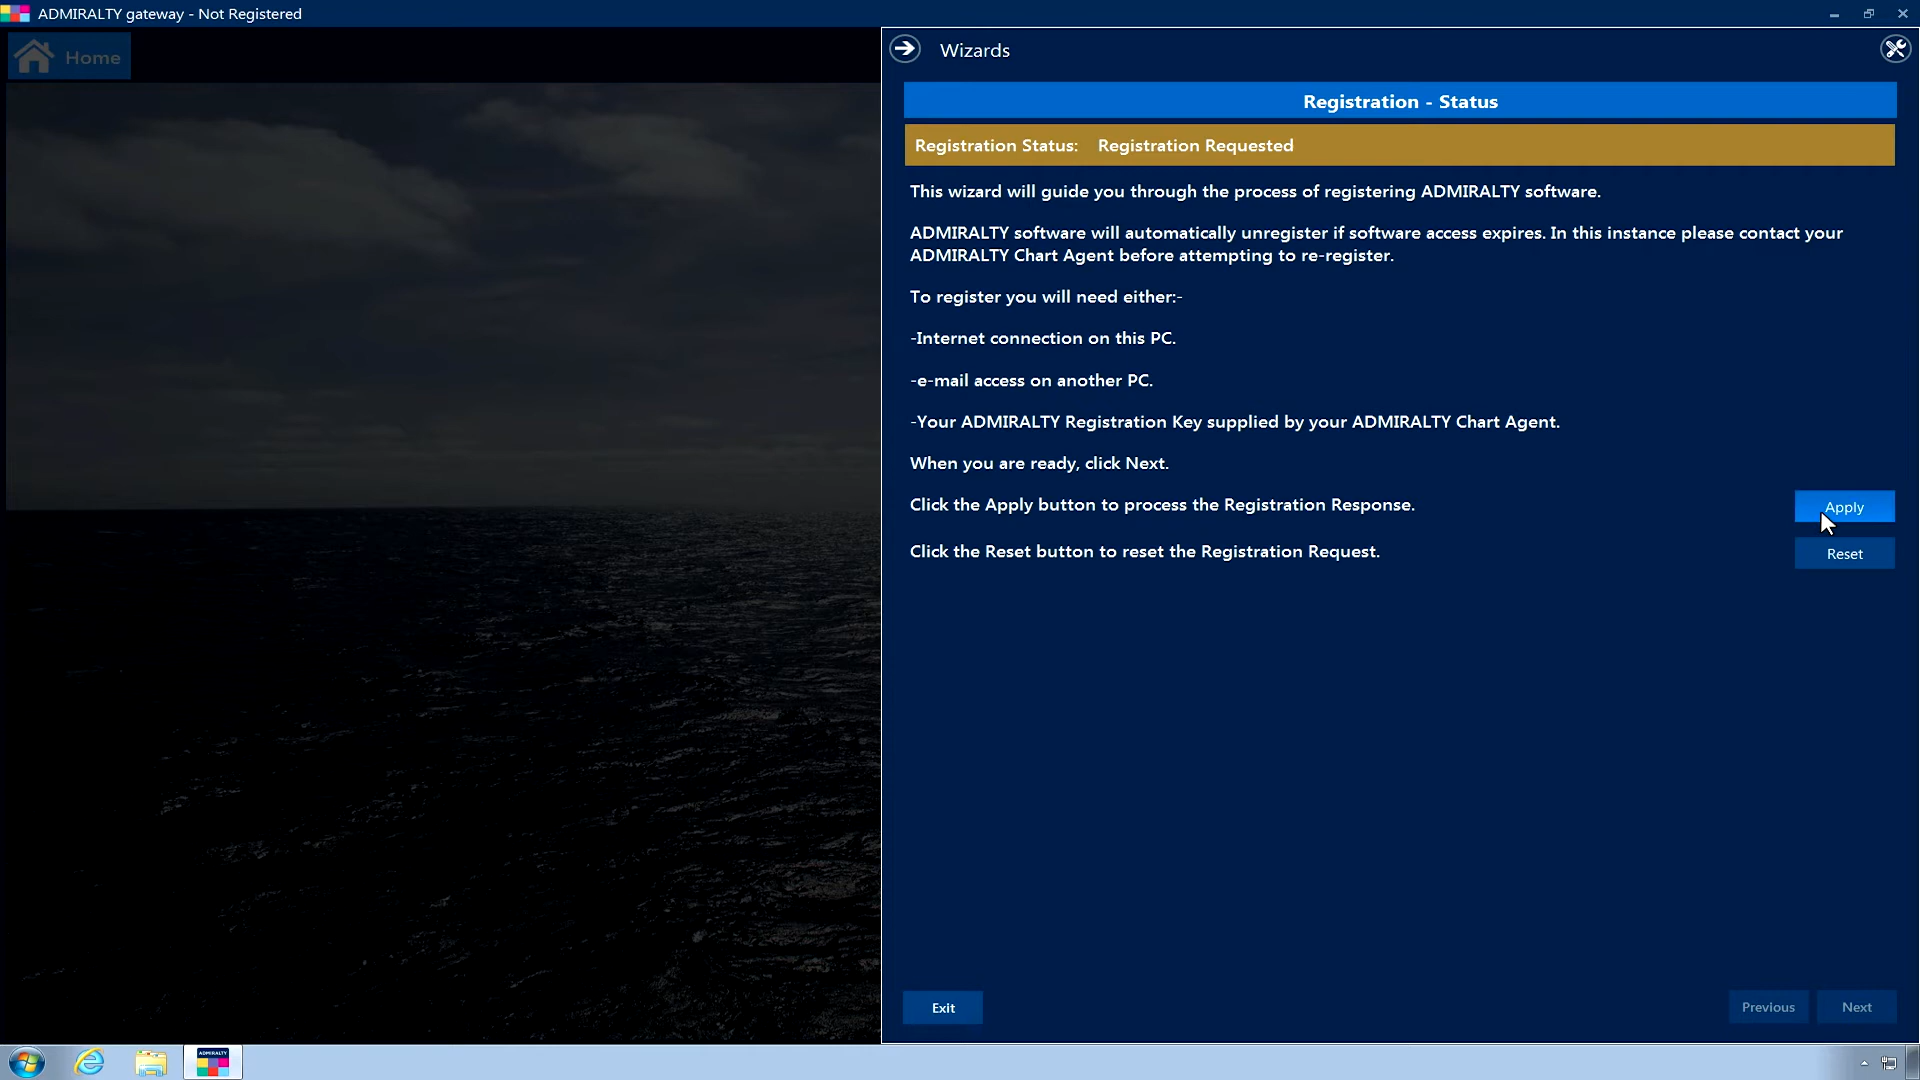 ADMIRALTY gateway - Not Registered
Home
Wizards
Registration - Status
Registration Status: Registration Requested
This wizard will guide you through the process of registering ADMIRALTY software.
ADMIRALTY software will automatically unregister if software access expires. In this instance please contact your
ADMIRALTY Chart Agent before attempting to re-register.
To register you will need either:-
-Internet connection on this PC.
-e-mail access on another PC.
-Your ADMIRALTY Registration Key supplied by your ADMIRALTY Chart Agent.
When you are ready, click Next.
Click the Apply button to process the Registration Response.
Apply
Click the Reset button to reset the Registration Request.
Reset
Exit
Previous
Next
ADMIRALTY